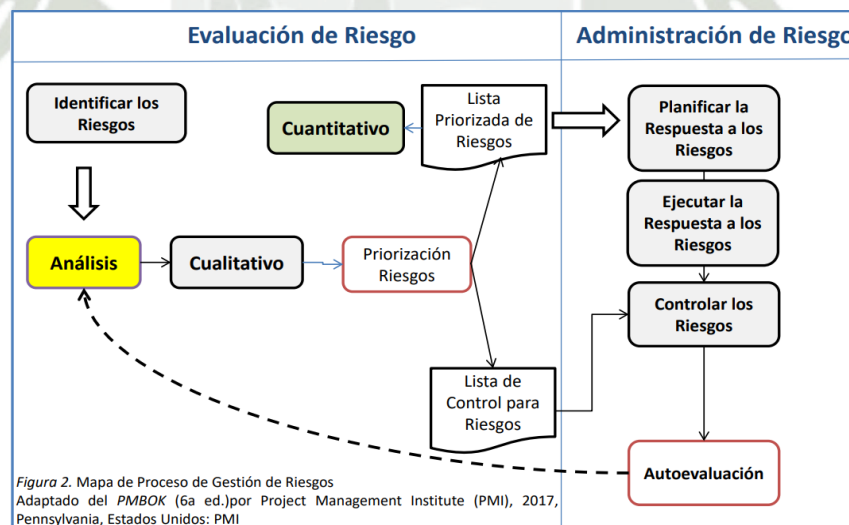 Evaluación de Riesgo
Administración de Riesgo
Identificar los
Riesgos
Cuantitativo
Lista
Priorizada de
Riesgos
Planificar la
Respuesta a los
Riesgos
Ejecutar la
Respuesta a los
Riesgos
Análisis
Cualitativo
Priorización
Riesgos
Controlar los
Riesgos
Lista de
Control para
Riesgos
Autoevaluación
Figura 2. Mapa de Proceso de Gestión de Riesgos
Adaptado del PMBOK (6a ed.)por Project Management Institute (PMI), 2017,
Pennsylvania, Estados Unidos: PMI